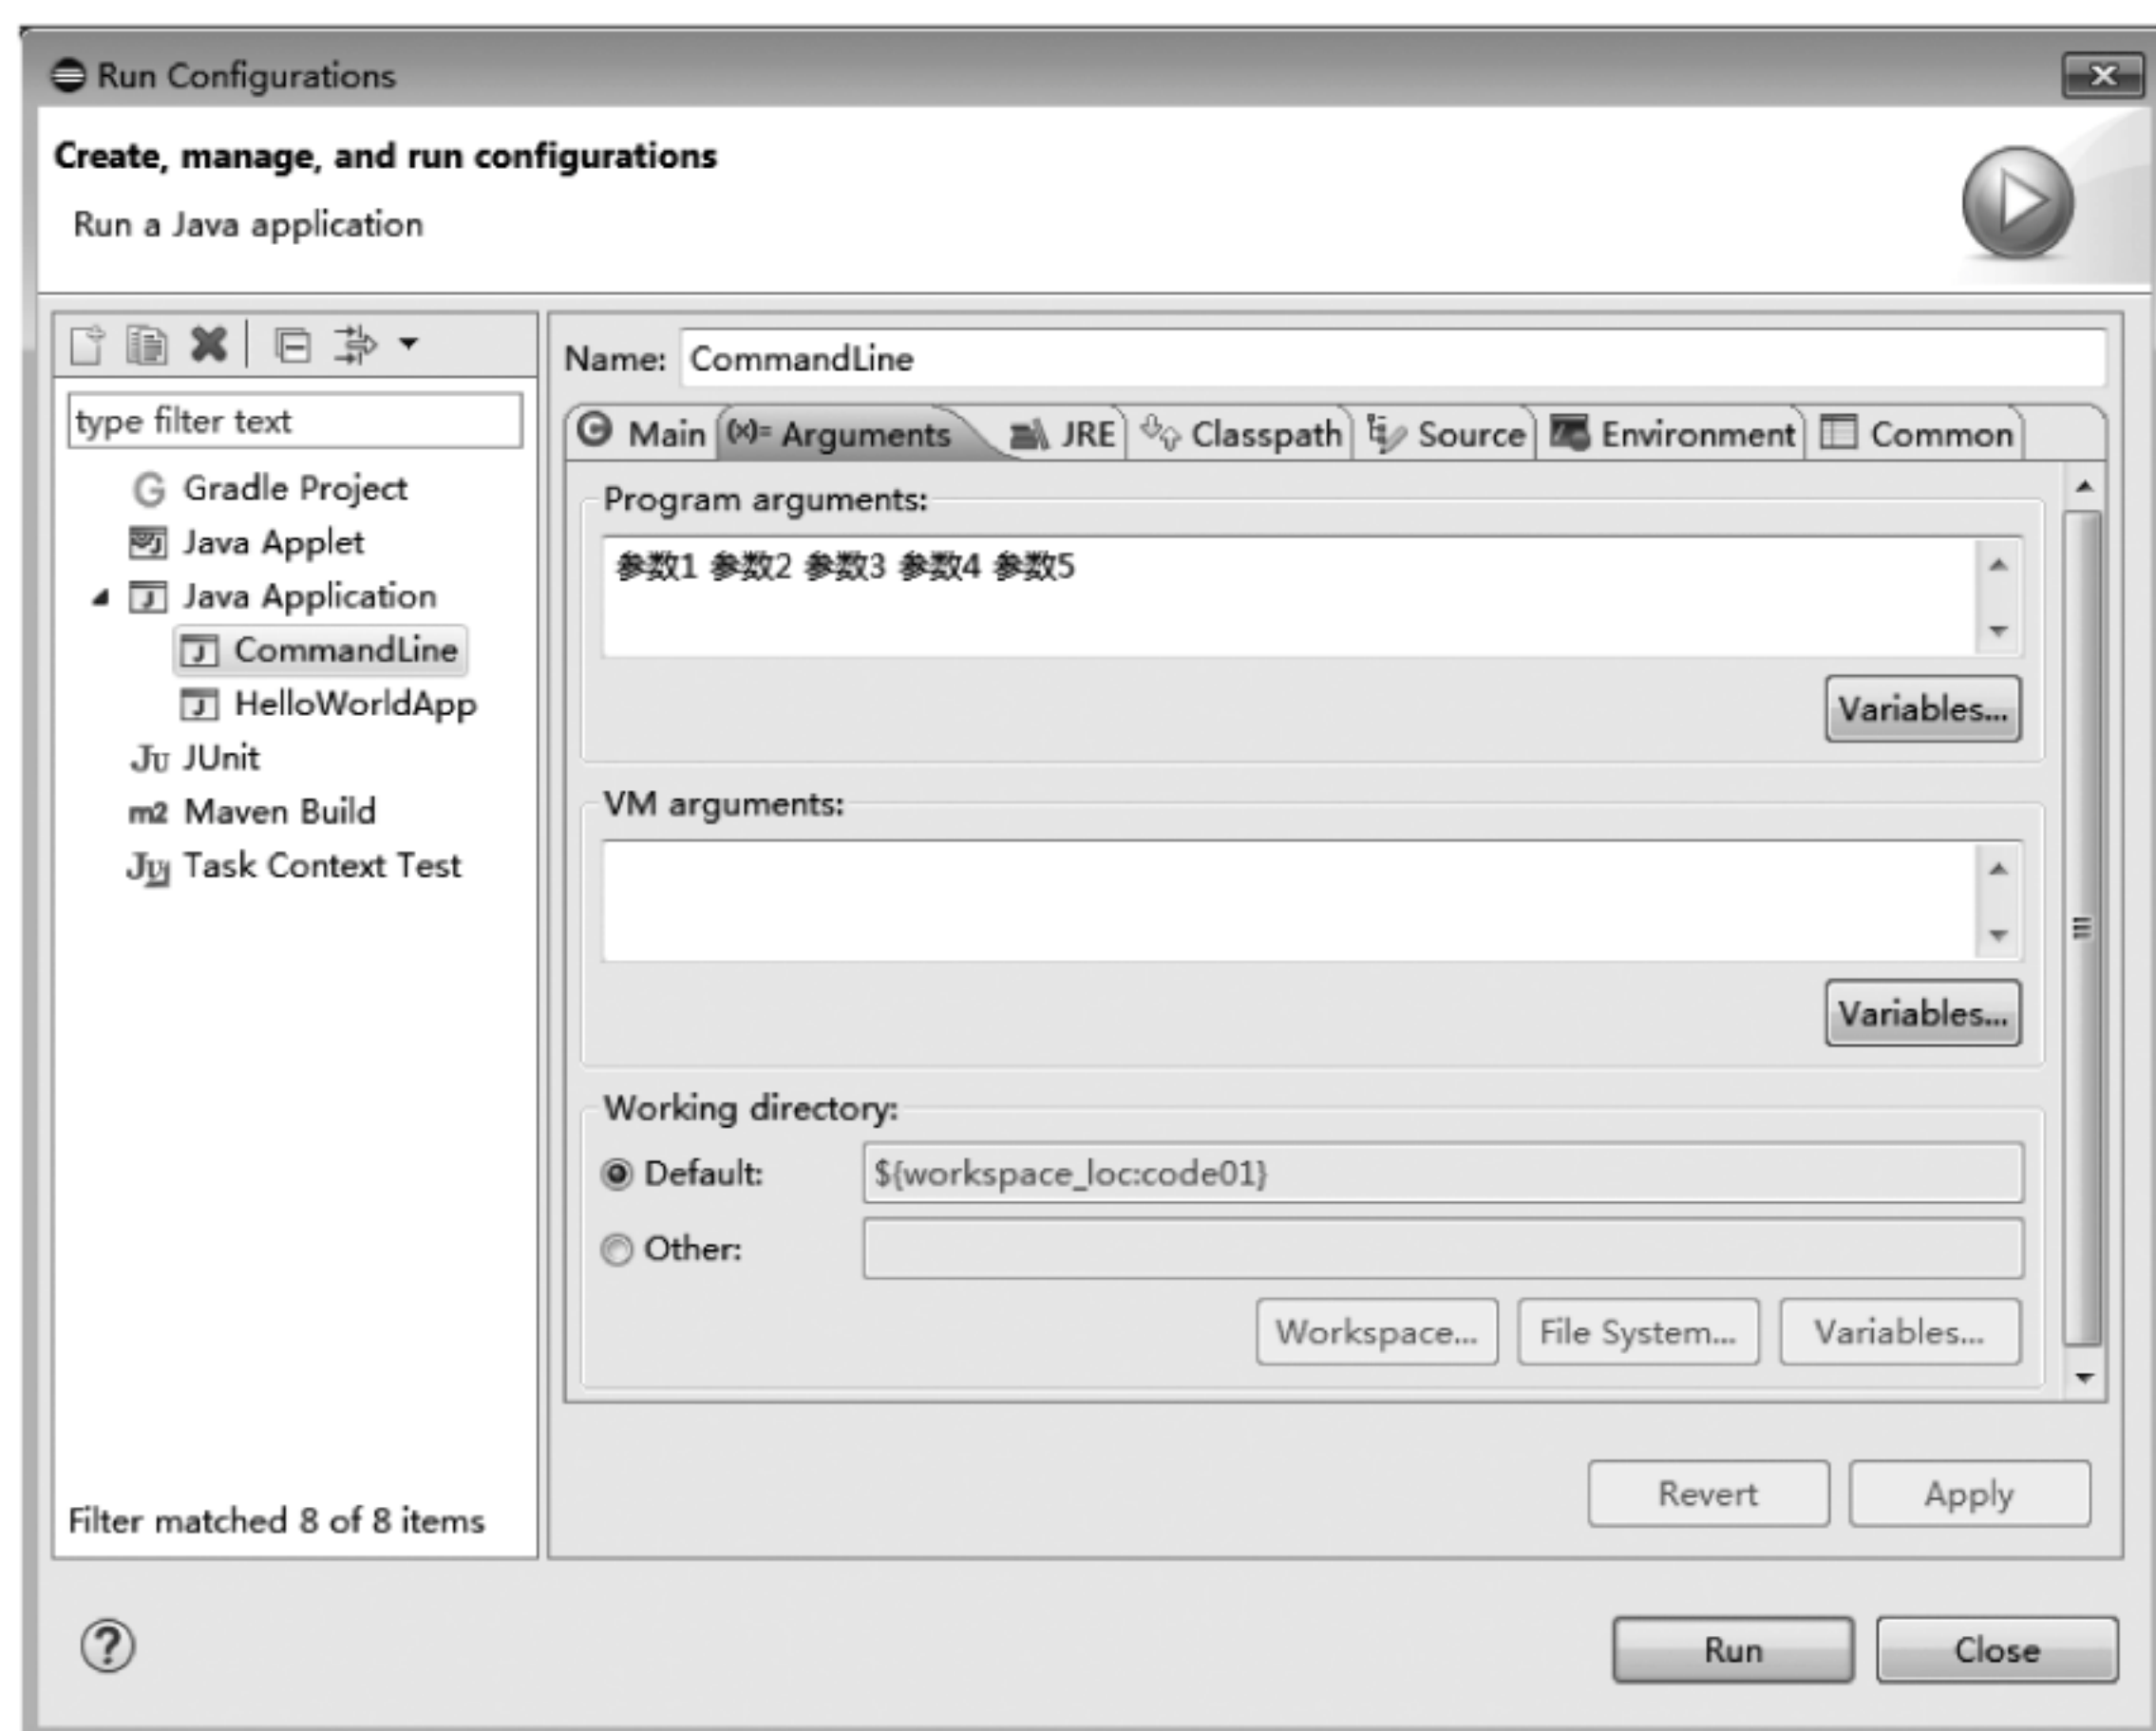 Run Configurations
Create, manage, and run configurations
Run a Java application
type filter text
Gradle Project
Java Applet
Java Application
CommandLine
HelloWorldApp
JUnit
Maven Build
Task Context Test
Filter matched 8 of 8 items
Name: CommandLine
Main (x)= Arguments JRE Classpath Source Environment Common
Program arguments:
参数1 参数2 参数3 参数4 参数5
Variables...
VM arguments:
Variables...
Working directory:
Default: ${workspace_loc:code01}
Other:
Workspace... File System... Variables...
Revert Apply
Run Close